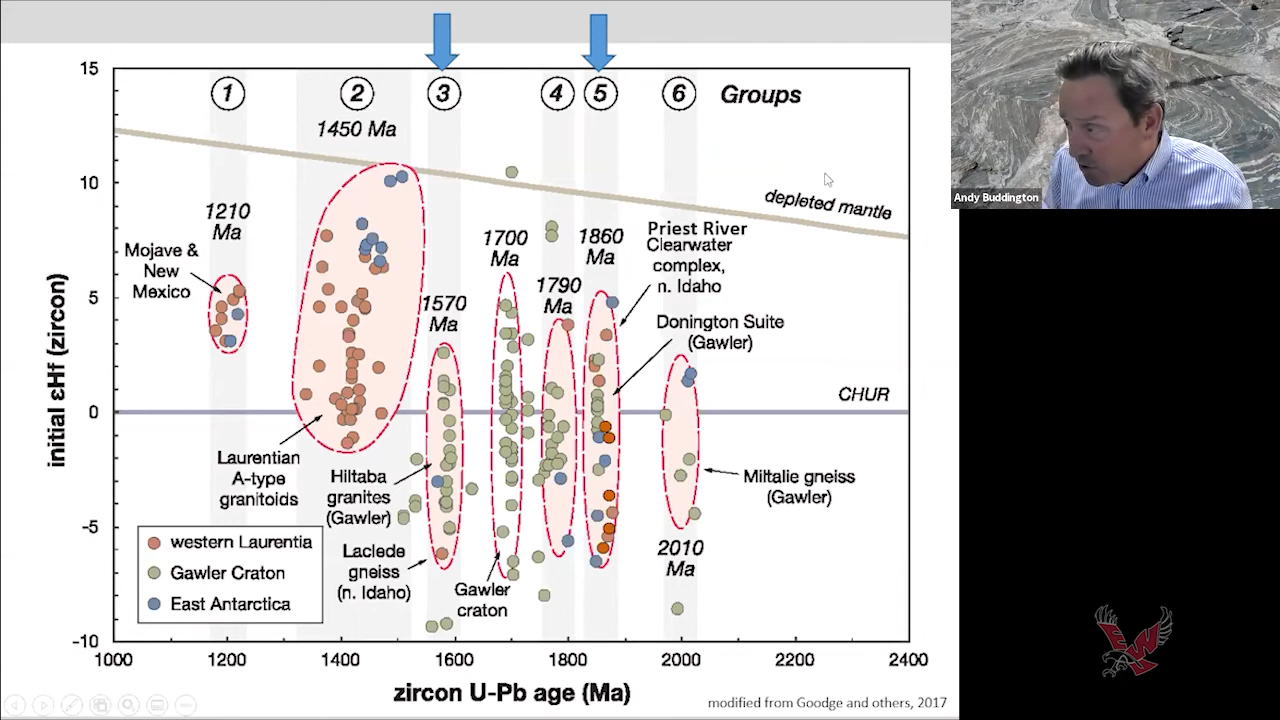 15
10
5
0
-5
-10
initial εHf (zircon)
1
2
3
4
5
6
Groups
1450 Ma
depleted mantle
1210
Ma
Mojave &
New
Mexico
1700
Ma
1860
Ma
Priest River
Clearwater
complex,
n. Idaho
1790
Ma
1570
Ma
Donington Suite
(Gawler)
CHUR
Laurentian
A-type
granitoids
Hiltaba
granites
(Gawler)
Miltalie gneiss
(Gawler)
Laclede
gneiss
(n. Idaho)
2010
Ma
Gawler
craton
western Laurentia
Gawler Craton
East Antarctica
1000
1200
1400
1600
1800
2000
2200
2400
zircon U-Pb age (Ma)
modified from Goodge and others, 2017
Andy Buddington
EWU